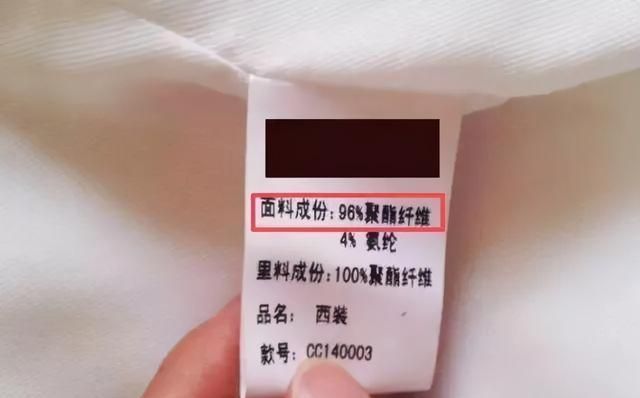 面料成份:96%聚酯纤维
4% 氨纶
里料成份:100%聚酯纤维
品名: 西装
款号:CC140003